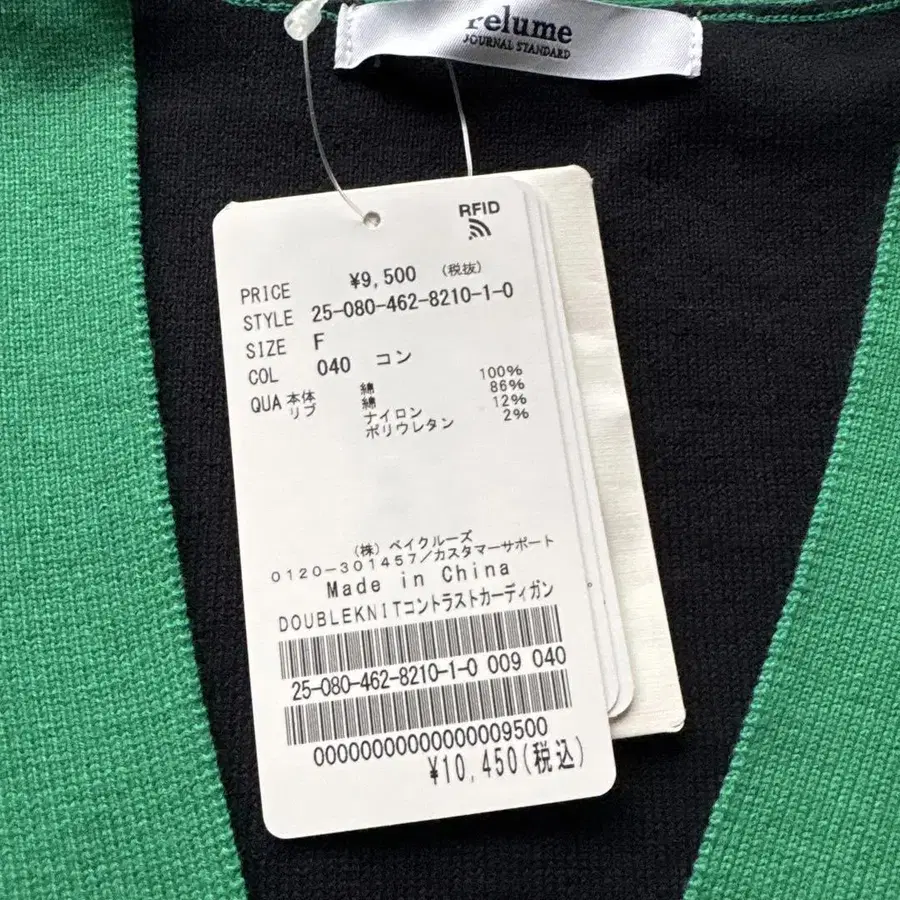 relume
JOURNAL STANDARD
RFID
PRICE ¥9,500 (税抜)
STYLE 25-080-462-8210-1-0
SIZE F
COL 040 コン
QUA 本体 綿 100%
リブ 綿 86%
ナイロン 12%
ポリウレタン 2%
(株) ベイクルーズ
0120-301457/カスタマーサポート
Made in China
DOUBLEKNITコントラストカーディガン
25-080-462-8210-1-0 009 040
00000000000000009500
¥10,450(税込)